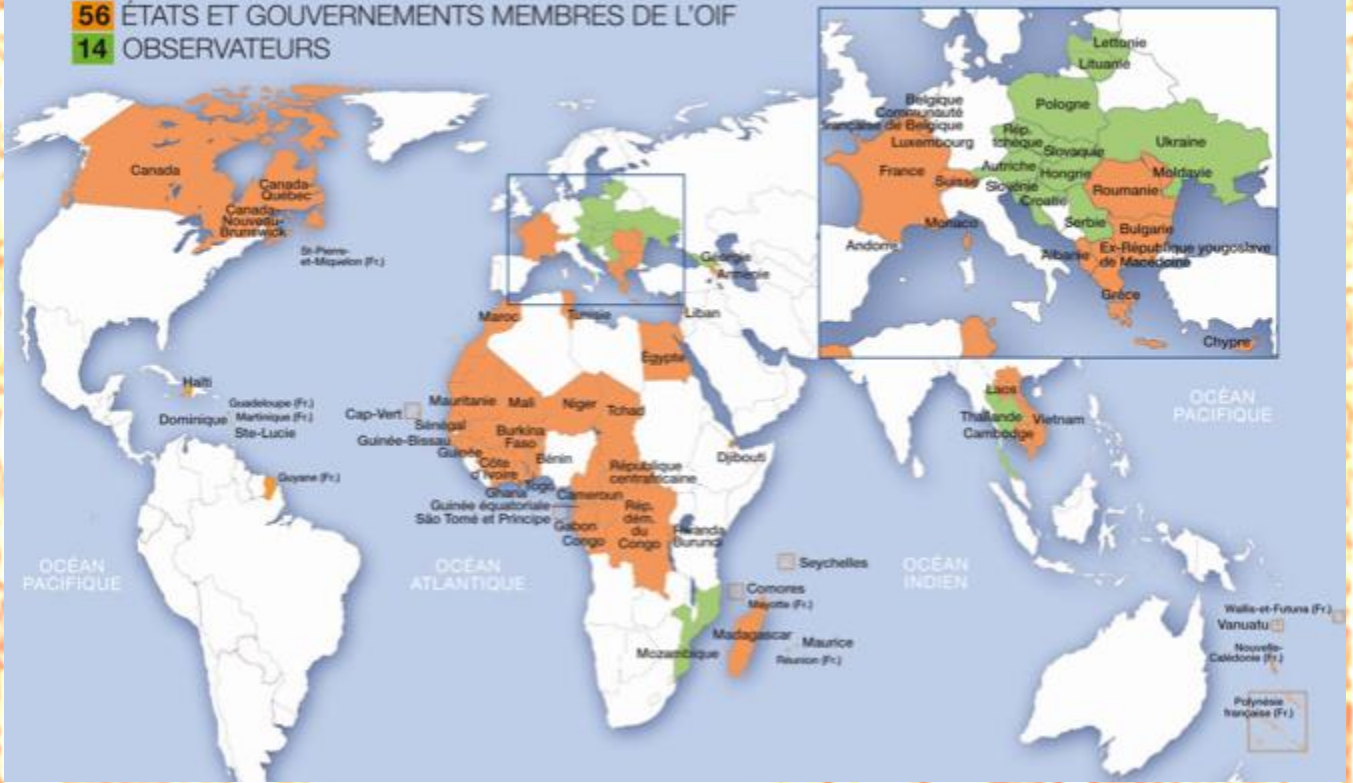 56 ÉTATS ET GOUVERNEMENTS MEMBRES DE L'OIF
14 OBSERVATEURS
Canada
Canada-
Québec
Canada-
Nouveau-
Brunswick
St-Pierre-
et-Miquelon (Fr.)
Haïti
Guadeloupe (Fr.)
Dominique
Martinique (Fr.)
Ste-Lucie
Guyane (Fr.)
OCÉAN
PACIFIQUE
OCÉAN
ATLANTIQUE
Géorgie
Arménie
Maroc
Tunisie
Liban
Égypte
Mauritanie
Mali
Niger
Tchad
Cap-Vert
Sénégal
Guinée-Bissau
Guinée
Burkina
Faso
Côte
d'Ivoire
Bénin
Ghana
Togo
République
centrafricaine
Djibouti
Cameroun
Guinée équatoriale
São Tomé et Principe
Gabon
Congo
Rép.
dém.
du
Congo
Rwanda
Burundi
Seychelles
Comores
Mayotte (Fr.)
Madagascar
Maurice
Réunion (Fr.)
Mozambique
OCÉAN
INDIEN
Laos
Thaïlande
Vietnam
Cambodge
OCÉAN
PACIFIQUE
Wallis-et-Futuna (Fr.)
Vanuatu
Nouvelle-
Calédonie (Fr.)
Polynésie
française (Fr.)
Lettonie
Lituanie
Belgique
Communauté
française de Belgique
Luxembourg
Pologne
Rép.
tchèque
Slovaquie
Ukraine
France
Suisse
Autriche
Hongrie
Slovénie
Croatie
Moldavie
Roumanie
Monaco
Serbie
Bulgarie
Andorre
Albanie
Ex-République yougoslave
de Macédoine
Grèce
Chypre